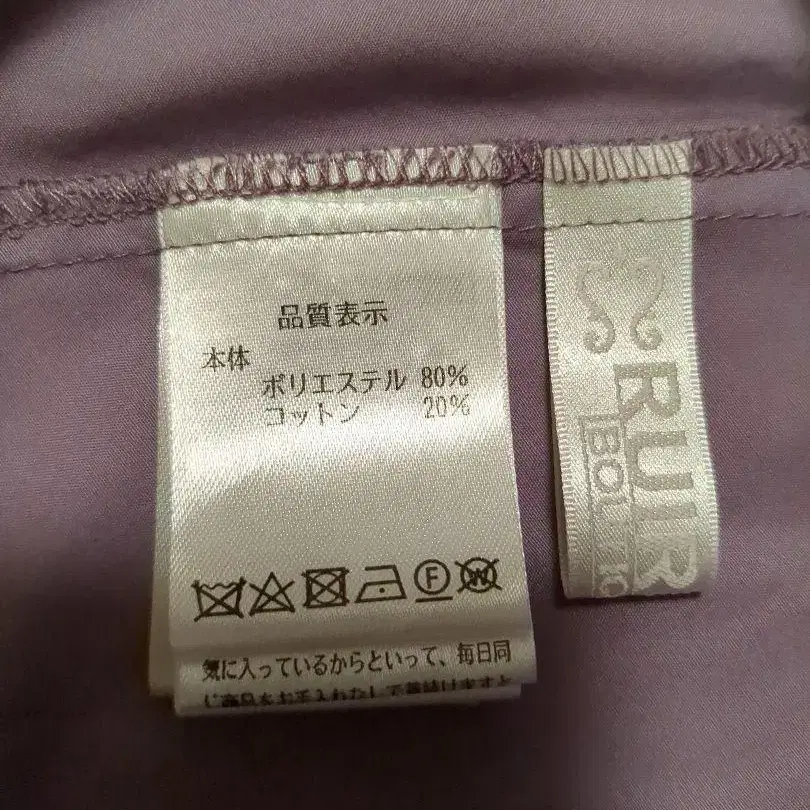 品質表示
本体
ポリエステル 80%
コットン 20%
F W
気に入っているからといって、毎日同
RUIR
BOUTI